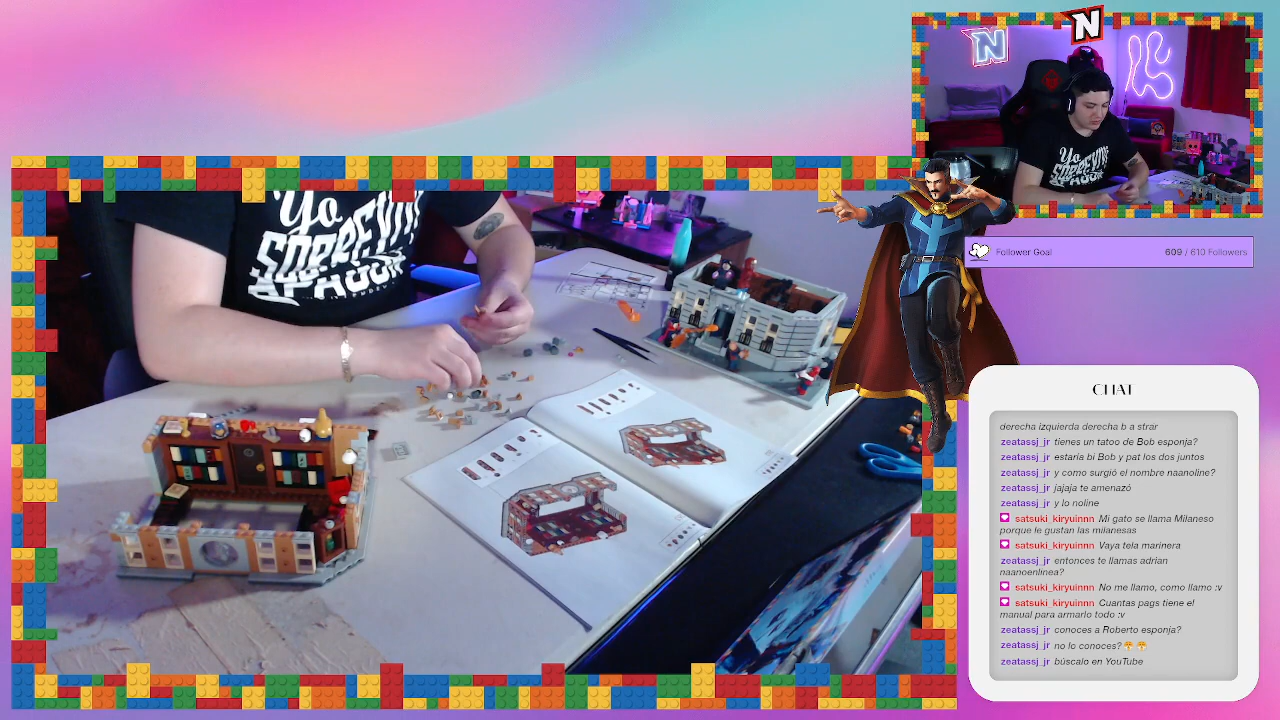 N
N
Yo
SOBREVIVÍ
APAGÓN
Yo
SOBREVIVÍ
APAGÓN
Follower Goal 609 / 610 Followers
CHAT
derecha izquierda derecha b a strar
zeatassj_jr tienes un tatoo de Bob esponja?
zeatassj_jr estaría bi Bob y pat los dos juntos
zeatassj_jr y como surgió el nombre naanoline?
zeatassj_jr jajaja te amenazó
zeatassj_jr y lo noline
satsuki_kiryuinnn Mi gato se llama Milaneso
porque le gustan las milanesas
satsuki_kiryuinnn Vaya tela marinera
zeatassj_jr entonces te llamas adrian
naanoenlinea?
satsuki_kiryuinnn No me llamo, como llamo :v
satsuki_kiryuinnn Cuantas pags tiene el
manual para armarlo todo :v
zeatassj_jr conoces a Roberto esponja?
zeatassj_jr no lo conoces?😤 😤
zeatassj_jr búscalo en YouTube